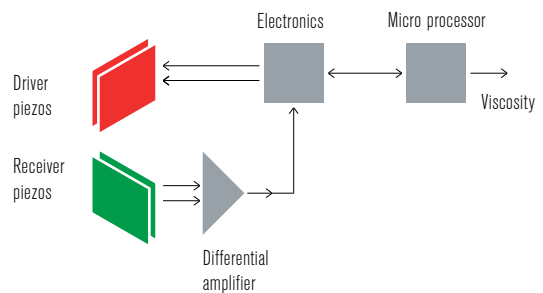 Electronics
Micro processor
Driver
piezos
Viscosity
Receiver
piezos
Differential
amplifier